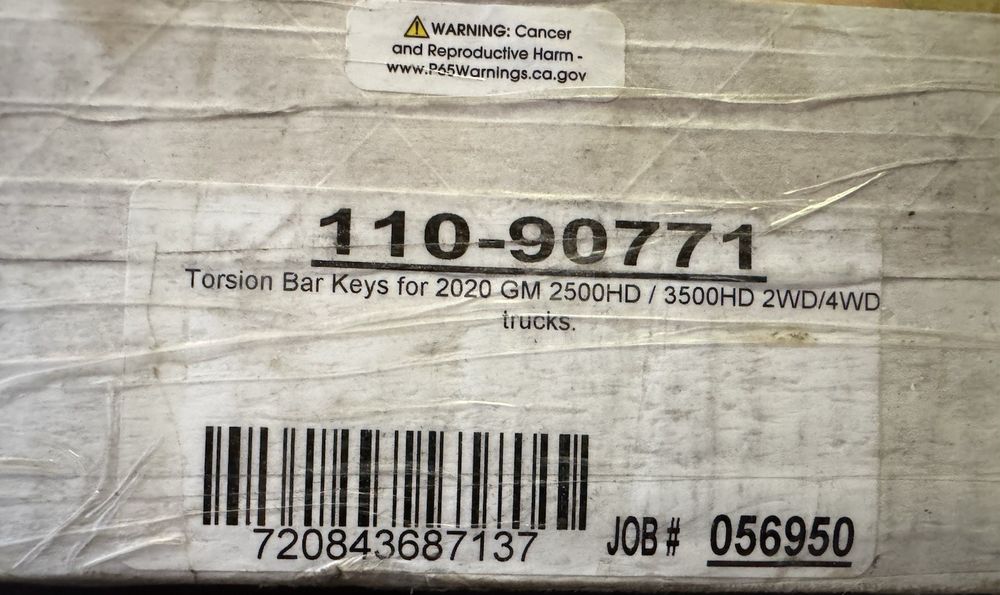 WARNING: Cancer
and Reproductive Harm -
www.P65Warnings.ca.gov
110-90771
Torsion Bar Keys for 2020 GM 2500HD / 3500HD 2WD/4WD
trucks.
720843687137
JOB # 056950